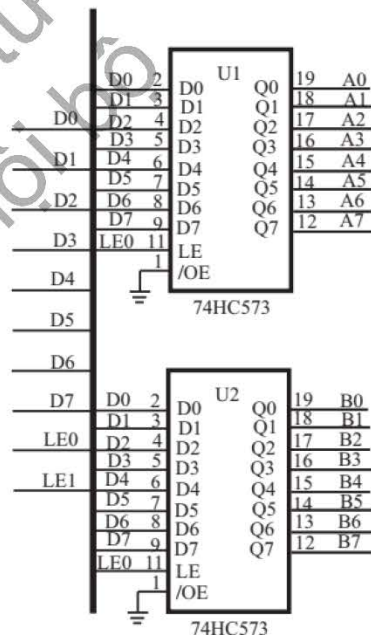 D0
D1
D2
D3
D4
D5
D6
D7
LE0
LE1
U1
D0 2 D0 Q0 19 A0
D1 3 D1 Q1 18 A1
D2 4 D2 Q2 17 A2
D3 5 D3 Q3 16 A3
D4 6 D4 Q4 15 A4
D5 7 D5 Q5 14 A5
D6 8 D6 Q6 13 A6
D7 9 D7 Q7 12 A7
LE0 11 LE
1 /OE
74HC573
U2
D0 2 D0 Q0 19 B0
D1 3 D1 Q1 18 B1
D2 4 D2 Q2 17 B2
D3 5 D3 Q3 16 B3
D4 6 D4 Q4 15 B4
D5 7 D5 Q5 14 B5
D6 8 D6 Q6 13 B6
D7 9 D7 Q7 12 B7
LE0 11 LE
1 /OE
74HC573
bộ